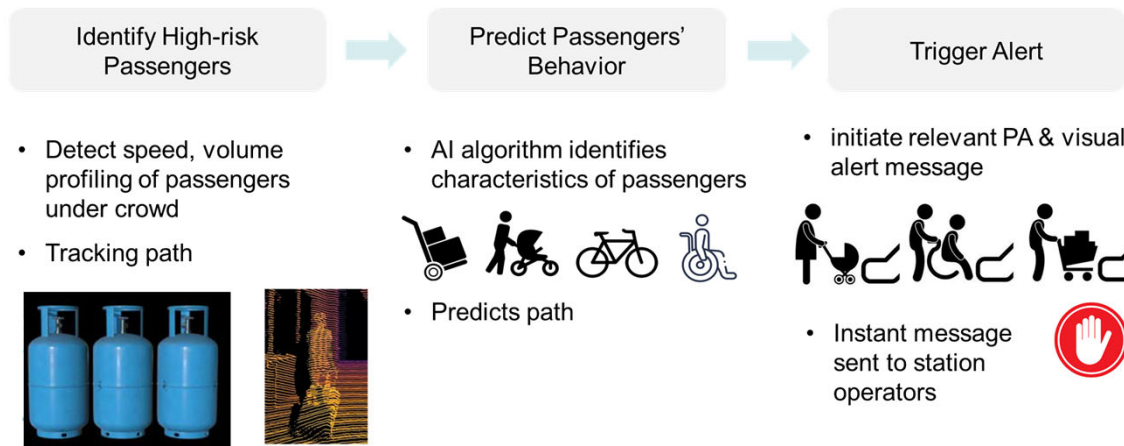 Identify High-risk
Passengers
Predict Passengers'
Behavior
Trigger Alert
• Detect speed, volume
profiling of passengers
under crowd
• Tracking path
• AI algorithm identifies
characteristics of passengers
• Predicts path
• initiate relevant PA & visual
alert message
• Instant message
sent to station
operators